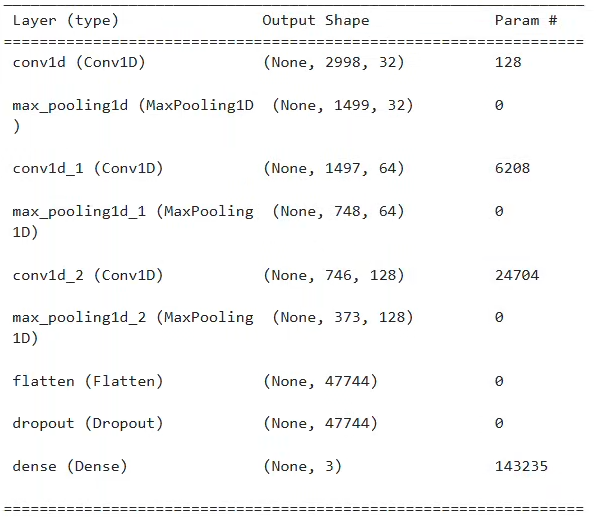 Layer (type) Output Shape Param #
=================================================================
conv1d (Conv1D) (None, 2998, 32) 128
max_pooling1d (MaxPooling1D (None, 1499, 32) 0
)
conv1d_1 (Conv1D) (None, 1497, 64) 6208
max_pooling1d_1 (MaxPooling (None, 748, 64) 0
1D)
conv1d_2 (Conv1D) (None, 746, 128) 24704
max_pooling1d_2 (MaxPooling (None, 373, 128) 0
1D)
flatten (Flatten) (None, 47744) 0
dropout (Dropout) (None, 47744) 0
dense (Dense) (None, 3) 143235
=================================================================